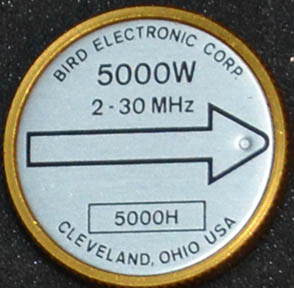 BIRD ELECTRONIC CORP.
5000W
2-30 MHz
5000H
CLEVELAND, OHIO USA